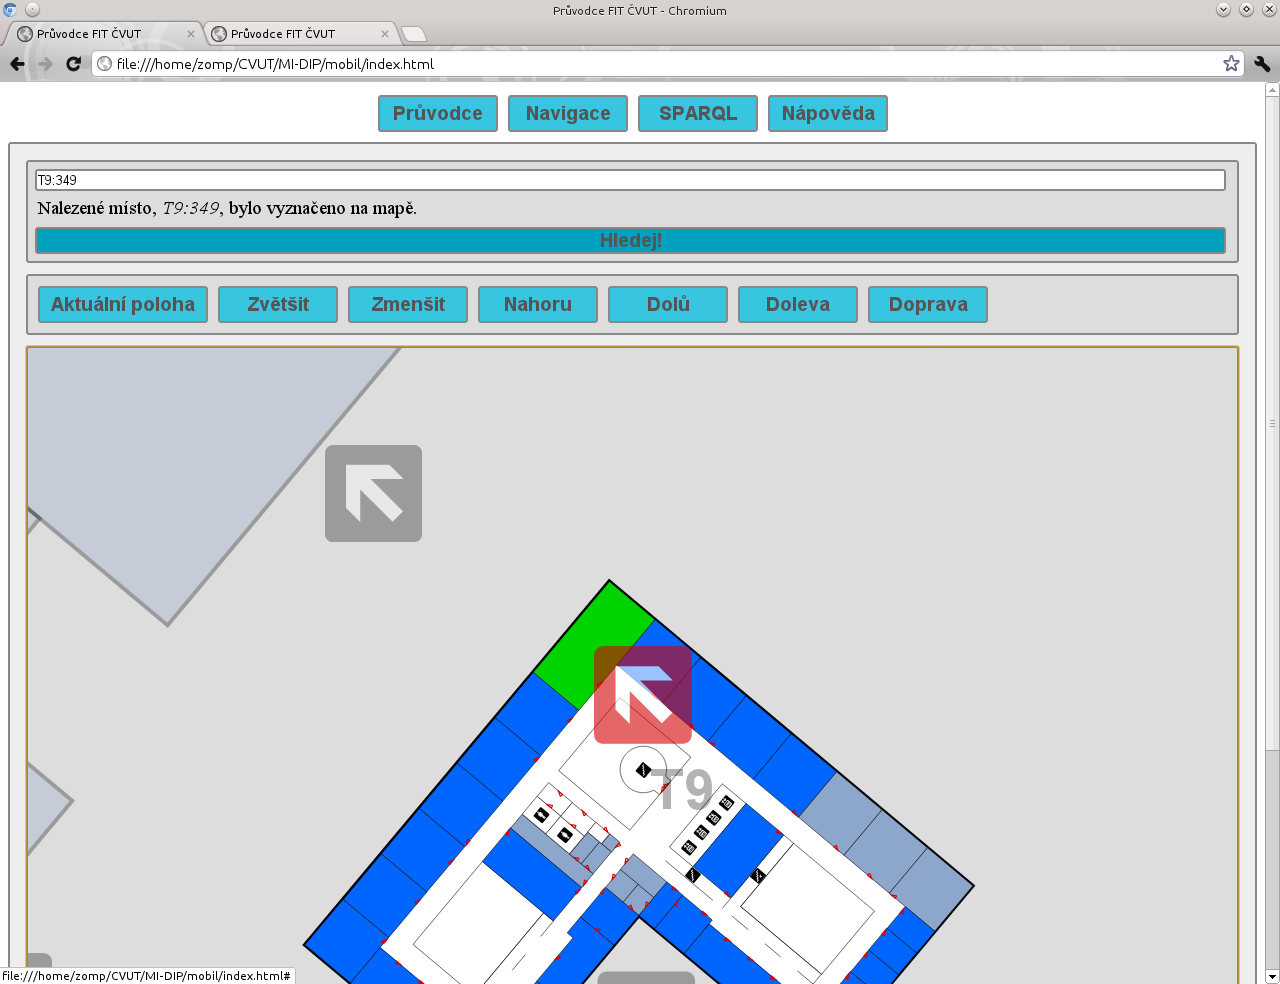 Průvodce FIT ČVUT - Chromium
Průvodce FIT ČVUT
Průvodce FIT ČVUT
file:///home/zomp/CVUT/MI-DIP/mobil/index.html
Průvodce
Navigace
SPARQL
Nápověda
T9:349
Nalezené místo, T9:349, bylo vyznačeno na mapě.
Hledej!
Aktuální poloha
Zvětšit
Zmenšit
Nahoru
Dolů
Doleva
Doprava
T9
file:///home/zomp/CVUT/MI-DIP/mobil/index.html#